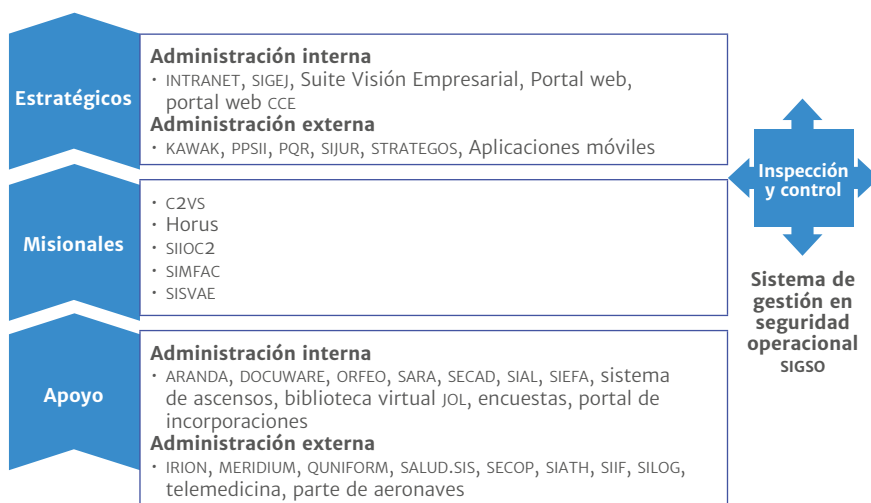 Estratégicos
Administración interna
· INTRANET, SIGEJ, Suite Visión Empresarial, Portal web,
portal web CCE
Administración externa
· KAWAK, PPSII, PQR, SIJUR, STRATEGOS, Aplicaciones móviles
Misionales
· C2VS
· Horus
· SIIOC2
· SIMFAC
· SISVAE
Apoyo
Administración interna
· ARANDA, DOCUWARE, ORFEO, SARA, SECAD, SIAL, SIEFA, sistema
de ascensos, biblioteca virtual JOL, encuestas, portal de
incorporaciones
Administración externa
· IRION, MERIDIUM, QUNIFORM, SALUD.SIS, SECOP, SIATH, SIIF, SILOG,
telemedicina, parte de aeronaves
Inspección
y control
Sistema de
gestión en
seguridad
operacional
SIGSO